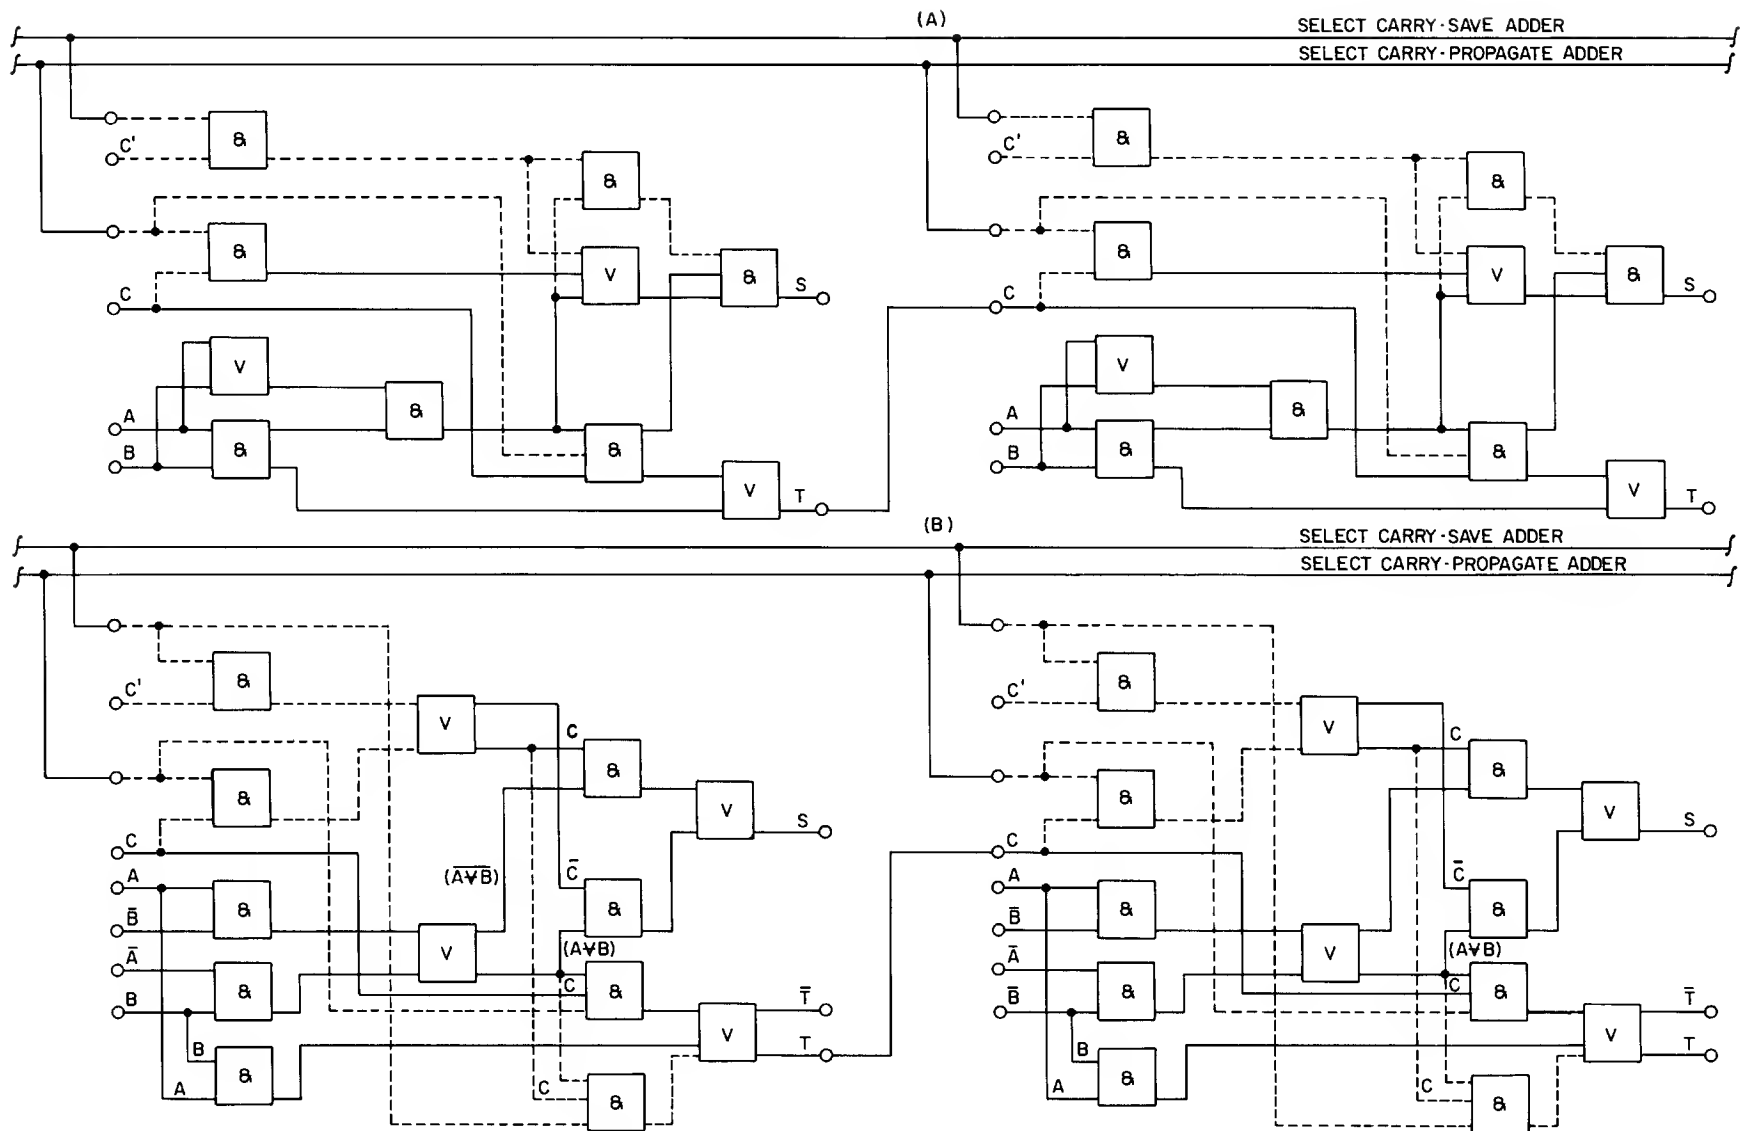 (A)
SELECT CARRY-SAVE ADDER
SELECT CARRY-PROPAGATE ADDER
& &
C' C'
& &
& &
V V
& S & S
C C
V V
& &
A A
& & & &
B B
V T V T
(B)
SELECT CARRY-SAVE ADDER
SELECT CARRY-PROPAGATE ADDER
& &
C' C'
V C V C
& &
& &
V S V S
C C
A (A̅∀̅B̅) C̅ A C̅
& & & &
B̅ B̅
V (A∀B) V (A∀B)
A̅ A̅
& C & & C &
B T̅ B̅ T̅
V V
B T B T
& &
A C & A C &